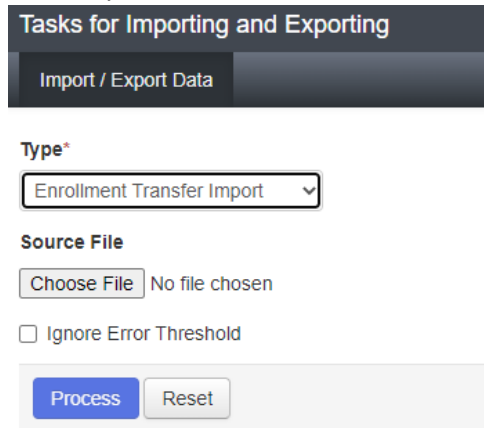 Tasks for Importing and Exporting
Import / Export Data
Type*
Enrollment Transfer Import
Source File
Choose File No file chosen
Ignore Error Threshold
Process Reset